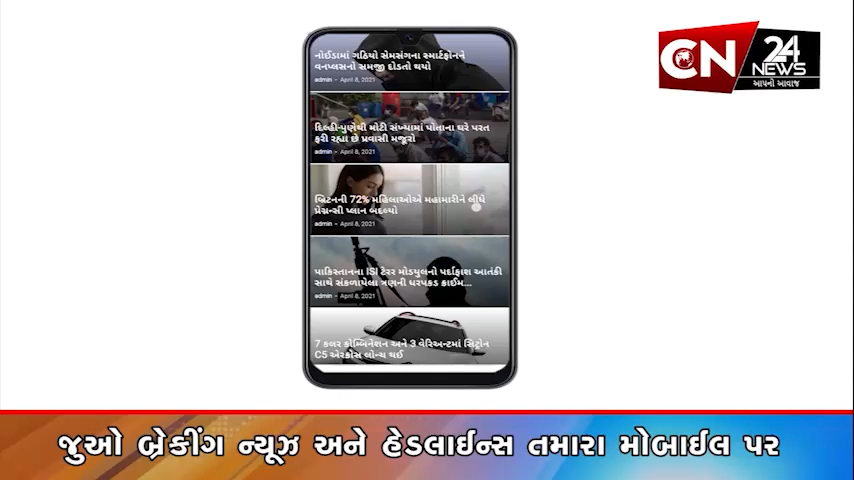 CN
24
NEWS
આપનો અવાજ
નોઈડામાં ગઠિયો સેમસંગના સ્માર્ટફોનને
વનપ્લસનો સમજી દોડતો થયો
admin - April 8, 2021
દિલ્હી-પુણેથી મોટી સંખ્યામાં પોતાના ઘરે પરત
ફરી રહ્યા છે પ્રવાસી મજૂરો
admin - April 8, 2021
બ્રિટનની 72% મહિલાઓએ મહામારીને લીધે
પ્રેગ્નન્સી પ્લાન બદલ્યો
admin - April 8, 2021
પાકિસ્તાનના ISI ટેરર મોડયુલનો પર્દાફાશ આતંકી
સાથે સંકળાયેલા ત્રણની ધરપકડ ક્રાઈમ...
admin - April 8, 2021
7 કલર કોમ્બિનેશન અને 3 વેરિઅન્ટમાં સિટ્રોન
C5 એરક્રોસ લોન્ચ થઈ
જુઓ બ્રેકીંગ ન્યૂઝ અને હેડલાઈન્સ તમારા મોબાઈલ પર